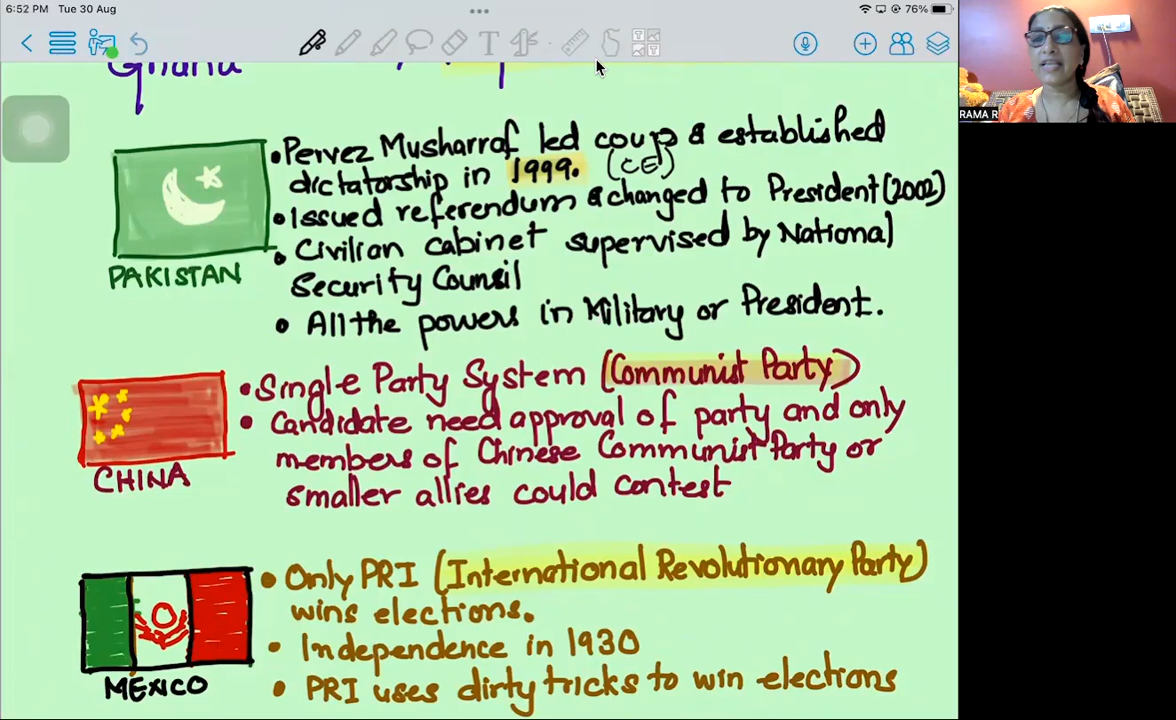 6:52 PM Tue 30 Aug
76%
RAMA R
Ghana
PAKISTAN
• Pervez Musharrof led coup & established
(CE)
dictatorship in 1999.
• Issued referendum & changed to President (2002)
• Civilian cabinet supervised by National
Security Council
• All the powers in Military or President.
CHINA
• Single Party System (Communist Party)
• Candidate need approval of party and only
members of Chinese Communist Party or
smaller allies could contest
MEXICO
• Only PRI (International Revolutionary Party)
wins elections.
• Independence in 1930
• PRI uses dirty tricks to win elections